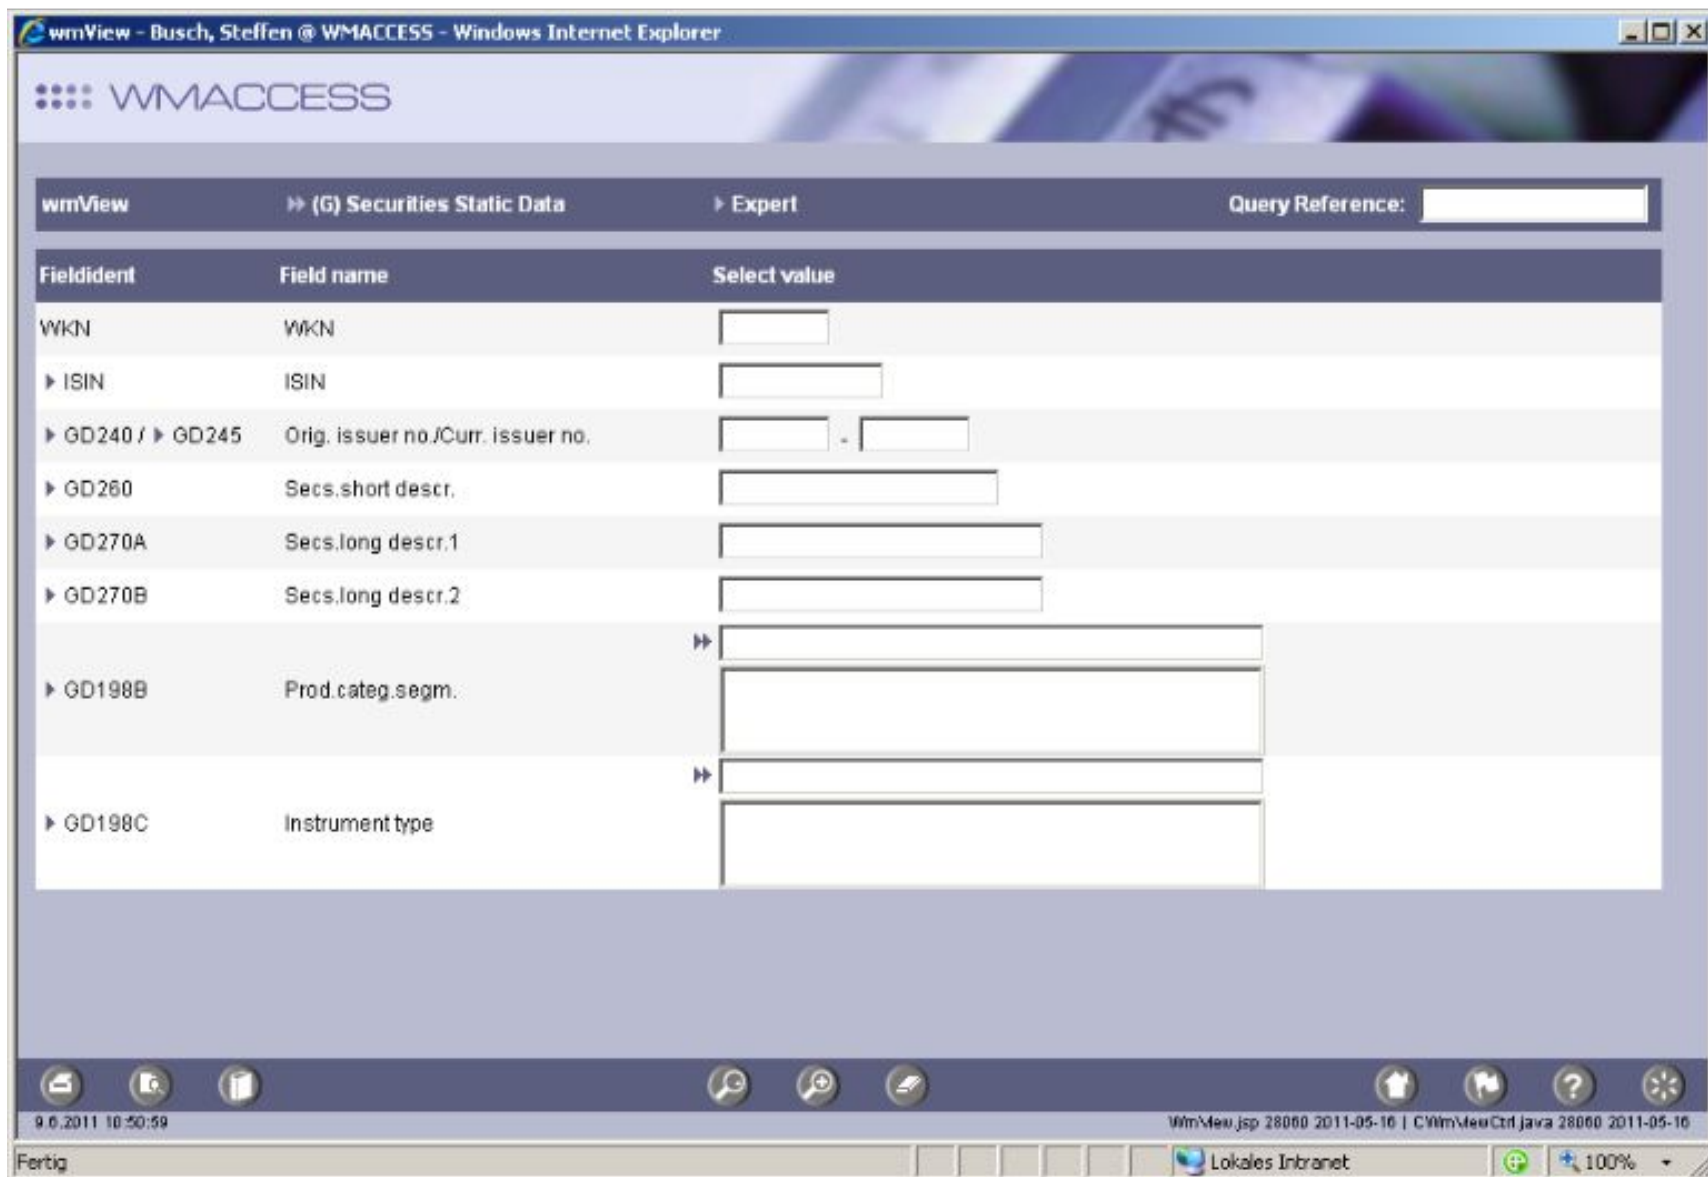 wmView - Busch, Steffen @ WMACCESS - Windows Internet Explorer
WMACCESS
wmView (G) Securities Static Data Expert Query Reference:
Fieldident Field name Select value
WKN WKN
ISIN ISIN
GD240 / GD245 Orig. issuer no./Curr. issuer no. -
GD260 Secs.short descr.
GD270A Secs.long descr.1
GD270B Secs.long descr.2
GD198B Prod.categ.segm.
GD198C Instrument type
9.6.2011 10:50:59 WmView.jsp 28060 2011-05-16 | CWmViewCtrl.java 28060 2011-05-16
Fertig Lokales Intranet 100%